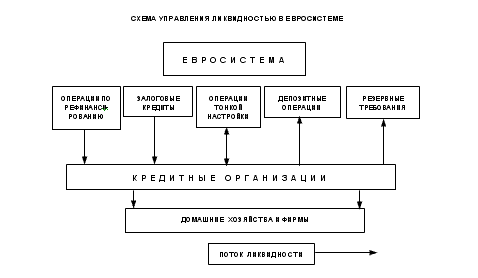 СХЕМА УПРАВЛЕНИЯ ЛИКВИДНОСТЬЮ В ЕВРОСИСТЕМЕ
ЕВРОСИСТЕМА
ОПЕРАЦИИ ПО
РЕФИНАНСИ
РОВАНИЮ
ЗАЛОГОВЫЕ
КРЕДИТЫ
ОПЕРАЦИИ
ТОНКОЙ
НАСТРОЙКИ
ДЕПОЗИТНЫЕ
ОПЕРАЦИИ
РЕЗЕРВНЫЕ
ТРЕБОВАНИЯ
КРЕДИТНЫЕ ОРГАНИЗАЦИИ
ДОМАШНИЕ ХОЗЯЙСТВА И ФИРМЫ
ПОТОК ЛИКВИДНОСТИ